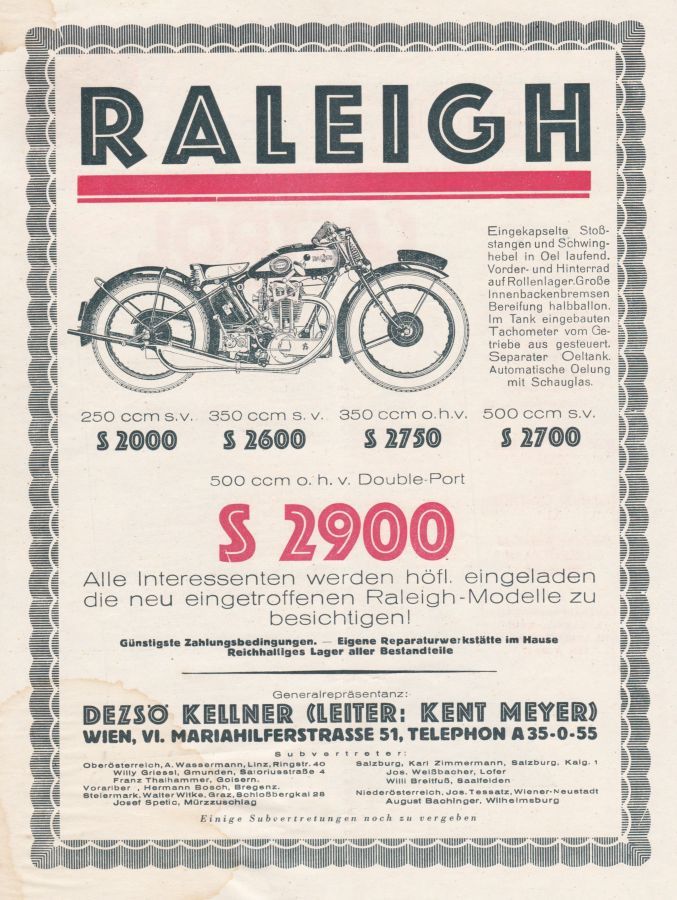 RALEIGH
RALEIGH
Eingekapselte Stoß-
stangen und Schwing-
hebel in Oel laufend.
Vorder- und Hinterrad
auf Rollenlager. Große
Innenbackenbremsen
Bereifung halbballon.
Im Tank eingebauten
Tachometer vom Ge-
triebe aus gesteuert.
Separater Oeltank.
Automatische Oelung
mit Schauglas.
250 ccm s.v. 350 ccm s.v. 350 ccm o.h.v. 500 ccm s.v.
S 2000 S 2600 S 2750 S 2700
500 ccm o. h. v. Double-Port
S 2900
Alle Interessenten werden höfl. eingeladen
die neu eingetroffenen Raleigh-Modelle zu
besichtigen!
Günstigste Zahlungsbedingungen. — Eigene Reparaturwerkstätte im Hause
Reichhaltiges Lager aller Bestandteile
Generalrepräsentanz:
DEZSÖ KELLNER (LEITER: KENT MEYER)
WIEN, VI. MARIAHILFERSTRASSE 51, TELEPHON A 35-0-55
Subvertreter:
Oberösterreich, A. Wassermann, Linz, Ringstr. 40
Willy Griessl, Gmunden, Satoriusstraße 4
Franz Thalhammer, Goisern.
Vorarlber , Hermann Bosch, Bregenz.
Steiermark, Walter Witke, Graz, Schloßbergkai 28
Josef Spetic, Mürzzuschlag
Salzburg, Karl Zimmermann, Salzburg, Kaig. 1
Jos. Weißbacher, Lofer
Willi Breitfuß, Saalfelden
Niederösterreich, Jos. Tessatz, Wiener-Neustadt
August Bachinger, Wilhelmsburg
Einige Subvertretungen noch zu vergeben